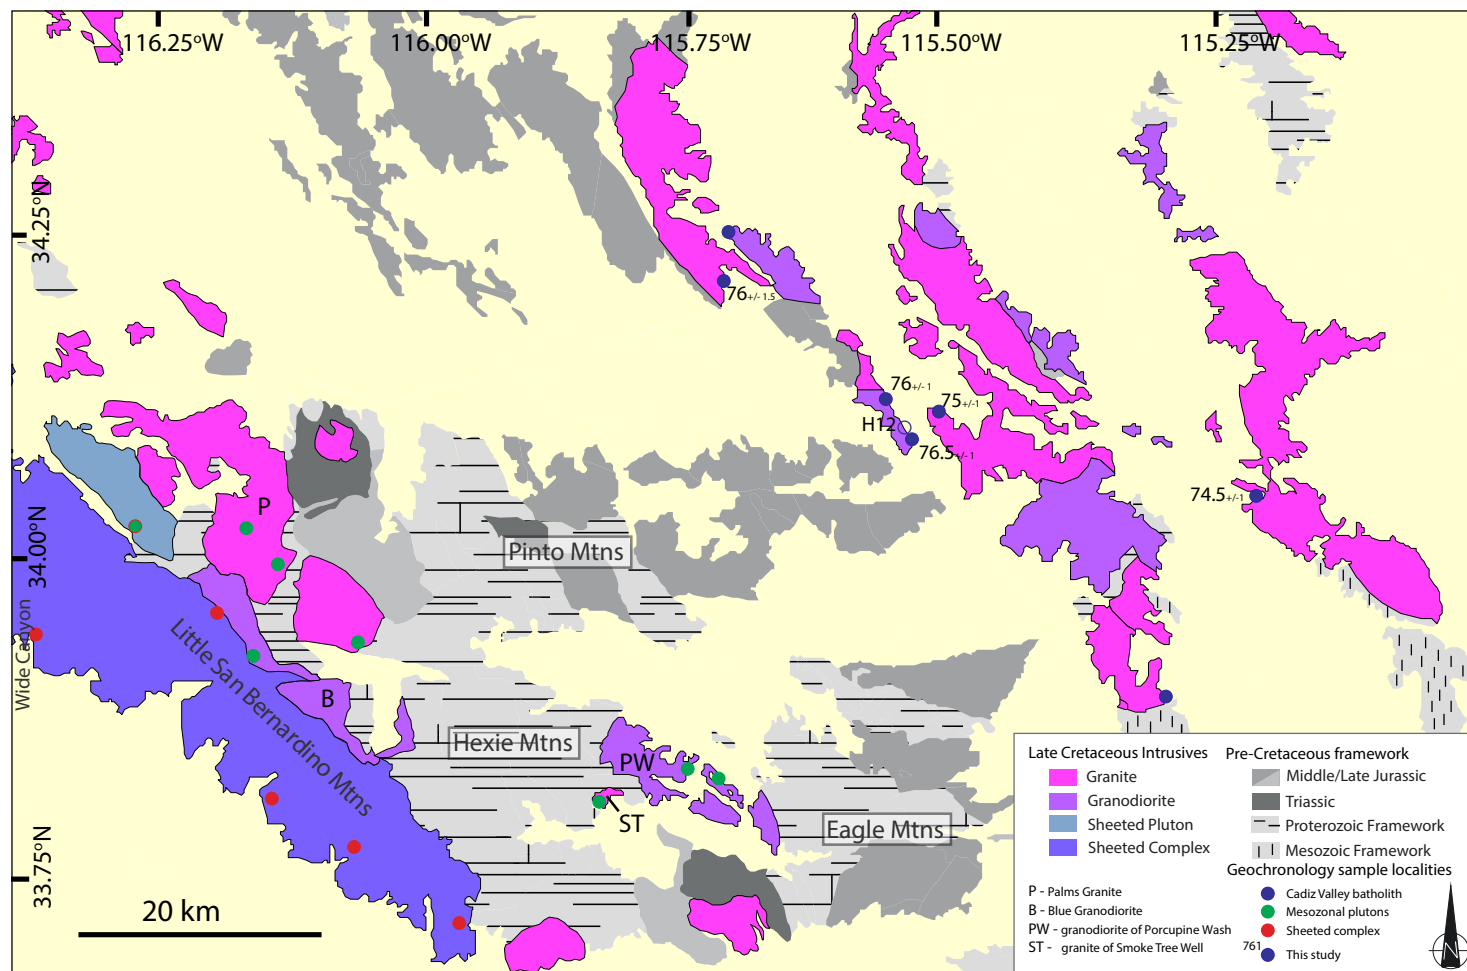 116.25°W
116.00°W
115.75°W
115.50°W
115.25°W
34.25°N
76+/- 1.5
76+/- 1
75+/-1
H12
76.5+/- 1
74.5+/-1
P
34.00°N
Pinto Mtns
Wide Canyon
Little San Bernardino Mtns
B
Hexie Mtns
PW
ST
Eagle Mtns
33.75°N
20 km
Late Cretaceous Intrusives
Granite
Granodiorite
Sheeted Pluton
Sheeted Complex
P - Palms Granite
B - Blue Granodiorite
PW - granodiorite of Porcupine Wash
ST - granite of Smoke Tree Well
Pre-Cretaceous framework
Middle/Late Jurassic
Triassic
Proterozoic Framework
Mesozoic Framework
Geochronology sample localities
Cadiz Valley batholith
Mesozonal plutons
Sheeted complex
761
This study
N